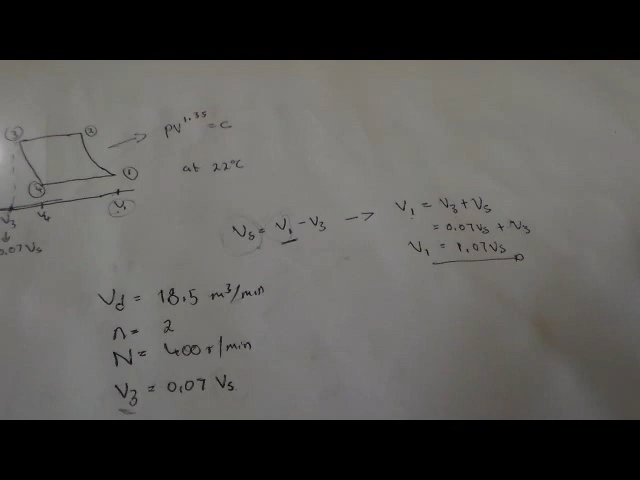 ③ ②
PV^1.35 = C
④ ①
at 22°C
V3 V4 V1
0.07 Vs
Vs = V1 - V3 → V1 = V3 + Vs
= 0.07Vs + Vs
V1 = 1.07Vs
Vd = 18.5 m³/min
n = 2
N = 400 r/min
V3 = 0.07 Vs